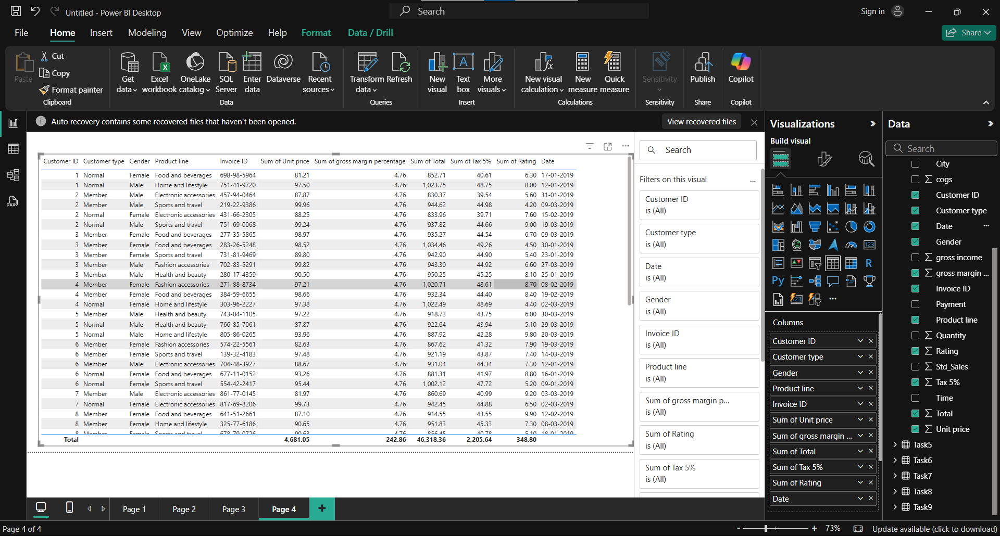 Untitled - Power BI Desktop
Search
Sign in
File Home Insert Modeling View Optimize Help Format Data / Drill
Share
Paste
Cut
Copy
Format painter
Clipboard
Get data
Excel workbook
OneLake catalog
SQL Server
Enter data
Dataverse
Recent sources
Data
Transform data
Refresh
Queries
New visual
A
Text box
More visuals
Insert
New visual calculation
New measure
Quick measure
Calculations
Sensitivity
Sensitivity
Publish
Share
Copilot
Copilot
Auto recovery contains some recovered files that haven't been opened.
View recovered files
Customer ID Customer type Gender Product line Invoice ID Sum of Unit price Sum of gross margin percentage Sum of Total Sum of Tax 5% Sum of Rating Date
1 Normal Female Food and beverages 698-98-5964 81.21 4.76 852.71 40.61 6.30 17-01-2019
1 Normal Male Home and lifestyle 751-41-9720 97.50 4.76 1,023.75 48.75 8.00 12-01-2019
2 Member Male Electronic accessories 457-94-0464 87.87 4.76 830.37 39.54 5.60 31-01-2019
2 Member Male Sports and travel 219-22-9386 99.96 4.76 944.62 44.98 4.20 09-03-2019
2 Normal Female Electronic accessories 431-66-2305 88.25 4.76 833.96 39.71 7.60 15-02-2019
2 Normal Male Sports and travel 751-69-0068 99.24 4.76 937.82 44.66 9.00 19-03-2019
3 Member Female Food and beverages 277-35-5865 98.97 4.76 935.27 44.54 6.70 09-03-2019
3 Member Female Food and beverages 283-26-5248 98.52 4.76 1,034.46 49.26 4.50 30-01-2019
3 Member Female Sports and travel 731-81-9469 89.80 4.76 942.90 44.90 5.40 23-01-2019
3 Member Male Fashion accessories 702-83-5291 99.82 4.76 943.30 44.92 6.60 27-03-2019
3 Member Male Health and beauty 280-17-4359 90.50 4.76 950.25 45.25 8.10 25-01-2019
4 Member Female Fashion accessories 271-88-8734 97.21 4.76 1,020.71 48.61 8.70 08-02-2019
4 Member Female Food and beverages 384-59-6655 98.66 4.76 932.34 44.40 8.40 19-02-2019
4 Normal Female Home and lifestyle 303-96-2227 97.38 4.76 1,022.49 48.69 4.40 02-03-2019
5 Member Male Health and beauty 743-04-1105 97.22 4.76 918.73 43.75 6.00 30-03-2019
5 Normal Male Health and beauty 766-85-7061 87.87 4.76 922.64 43.94 5.10 29-03-2019
5 Normal Male Home and lifestyle 805-86-0265 93.96 4.76 887.92 42.28 9.80 20-03-2019
6 Member Female Fashion accessories 574-22-5561 82.63 4.76 867.62 41.32 7.90 19-03-2019
6 Member Female Sports and travel 139-32-4183 97.48 4.76 921.19 43.87 7.40 14-03-2019
6 Member Male Electronic accessories 704-48-3927 88.67 4.76 931.04 44.34 7.30 12-01-2019
6 Normal Female Food and beverages 677-11-0152 93.26 4.76 881.31 41.97 8.80 16-01-2019
6 Normal Female Sports and travel 554-42-2417 95.44 4.76 1,002.12 47.72 5.20 09-01-2019
7 Member Male Electronic accessories 861-77-0145 81.97 4.76 860.69 40.99 9.20 03-03-2019
7 Normal Female Electronic accessories 817-69-8206 99.73 4.76 942.45 44.88 6.50 02-03-2019
8 Member Female Food and beverages 641-51-2661 87.10 4.76 914.55 43.55 9.90 12-02-2019
8 Member Female Home and lifestyle 325-77-6186 90.65 4.76 951.83 45.33 7.30 08-03-2019
8 Member Female Sports and travel 678-79-0726 90.63 4.76 856.45 40.78 5.10 18-01-2019
Total 4,681.05 242.86 46,318.36 2,205.64 348.80
Search
Filters on this visual
Customer ID
is (All)
Customer type
is (All)
Date
is (All)
Gender
is (All)
Invoice ID
is (All)
Product line
is (All)
Sum of gross margin p...
is (All)
Sum of Rating
is (All)
Sum of Tax 5%
is (All)
Visualizations
Build visual
123
R
Py
123
Columns
Customer ID
Customer type
Gender
Product line
Invoice ID
Sum of Unit price
Sum of gross margin ...
Sum of Total
Sum of Tax 5%
Sum of Rating
Date
Data
Search
City
cogs
Customer ID
Customer type
Date
Gender
gross income
gross margin ...
Invoice ID
Payment
Product line
Quantity
Rating
Std_Sales
Tax 5%
Time
Total
Unit price
Task5
Task6
Task7
Task8
Task9
DAX
Page 1
Page 2
Page 3
Page 4
Page 4 of 4
73%
Update available (click to download)